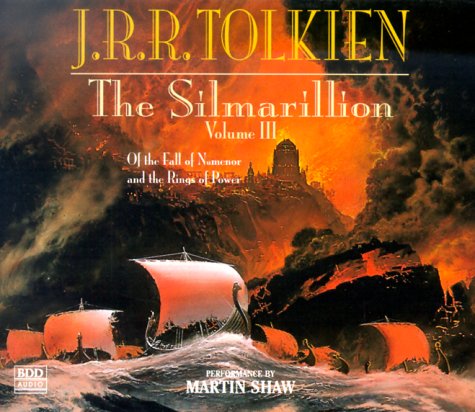 J.R.R. TOLKIEN
The Silmarillion
Volume III
Of the Fall of Numenor
and the Rings of Power
BDD
AUDIO
PERFORMANCE BY
MARTIN SHAW